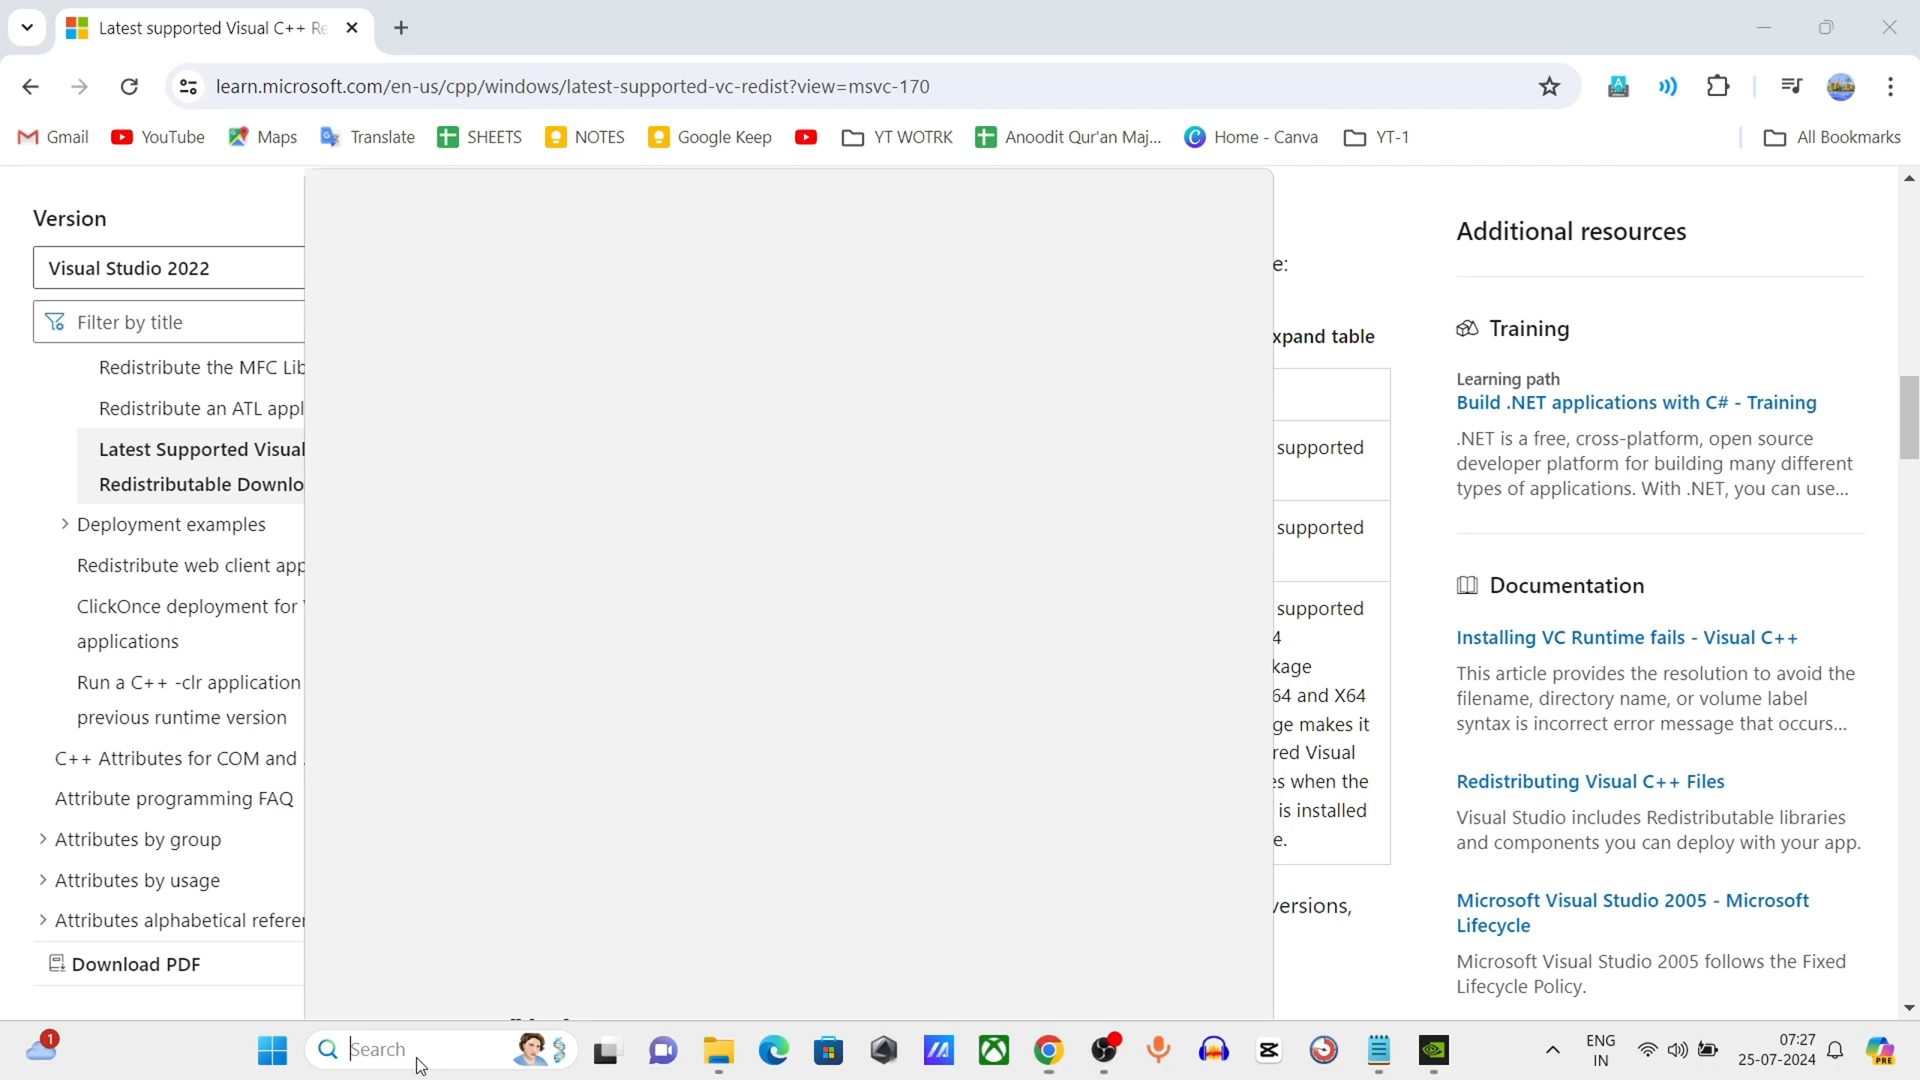 Latest supported Visual C++ Re
learn.microsoft.com/en-us/cpp/windows/latest-supported-vc-redist?view=msvc-170
Gmail YouTube Maps Translate SHEETS NOTES Google Keep YT WOTRK Anoodit Qur'an Maj... Home - Canva YT-1 All Bookmarks
Version
Visual Studio 2022
Filter by title
Redistribute the MFC Lib
Redistribute an ATL appl
Latest Supported Visual
Redistributable Downlo
Deployment examples
Redistribute web client app
ClickOnce deployment for
applications
Run a C++ -clr application
previous runtime version
C++ Attributes for COM and
Attribute programming FAQ
Attributes by group
Attributes by usage
Attributes alphabetical refere
Download PDF
e:
xpand table
supported
supported
supported
4
kage
64 and X64
ge makes it
red Visual
es when the
is installed
e.
versions,
Additional resources
Training
Learning path
Build .NET applications with C# - Training
.NET is a free, cross-platform, open source
developer platform for building many different
types of applications. With .NET, you can use...
Documentation
Installing VC Runtime fails - Visual C++
This article provides the resolution to avoid the
filename, directory name, or volume label
syntax is incorrect error message that occurs...
Redistributing Visual C++ Files
Visual Studio includes Redistributable libraries
and components you can deploy with your app.
Microsoft Visual Studio 2005 - Microsoft
Lifecycle
Microsoft Visual Studio 2005 follows the Fixed
Lifecycle Policy.
1
Search
ENG
IN
07:27
25-07-2024
PRE